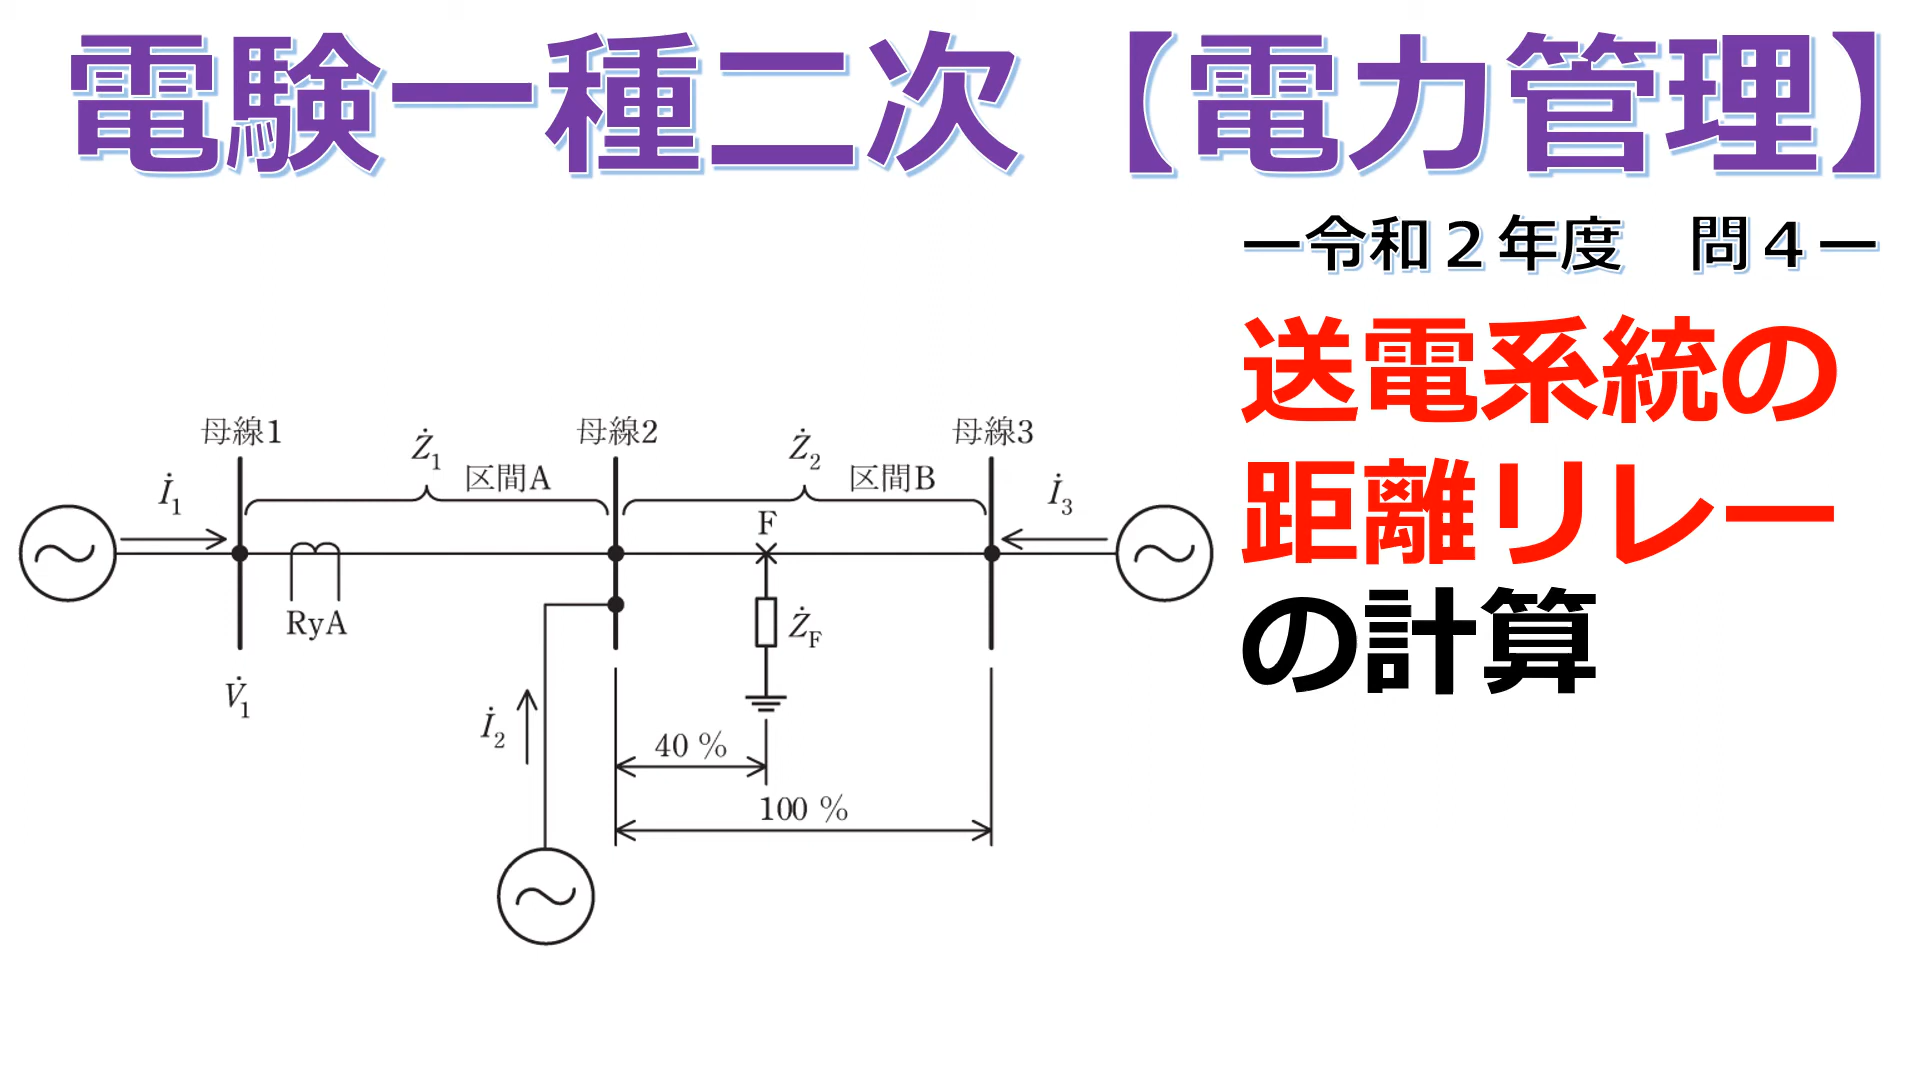 電験一種二次【電力管理】
―令和２年度　問４―
送電系統の
距離リレー
の計算
母線1
母線2
母線3
Ż1
区間A
Ż2
区間B
İ1
İ3
F
RyA
ŻF
V̇1
İ2
40 %
100 %